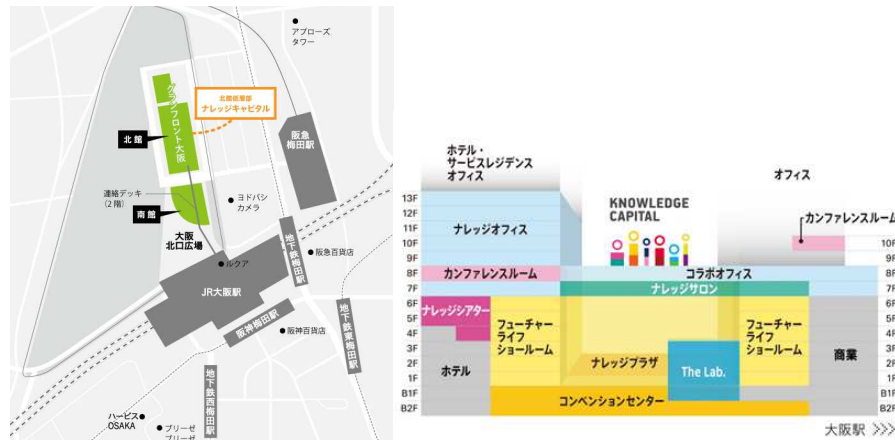 アプローズ
タワー
北館低層部
ナレッジキャピタル
グランフロント大阪
北館
阪急
梅田駅
連絡デッキ
(2 階)
ヨドバシ
カメラ
南館
大阪
北口広場
地下鉄梅田駅
阪急百貨店
ルクア
JR大阪駅
阪神梅田駅
阪神百貨店
地下鉄東梅田駅
地下鉄西梅田駅
ハービス
OSAKA
ブリーゼ
ブリーゼ
ホテル・
サービスレジデンス
オフィス
オフィス
13F
12F
11F
10F
9F
8F
7F
6F
5F
4F
3F
2F
1F
B1F
B2F
KNOWLEDGE
CAPITAL
カンファレンスルーム
ナレッジオフィス
カンファレンスルーム
コラボオフィス
ナレッジサロン
ナレッジシアター
フューチャー
ライフ
ショールーム
フューチャー
ライフ
ショールーム
ホテル
ナレッジプラザ
The Lab.
商業
コンベンションセンター
10F
9F
8F
7F
6F
5F
4F
3F
2F
1F
B1F
B2F
大阪駅 >>>